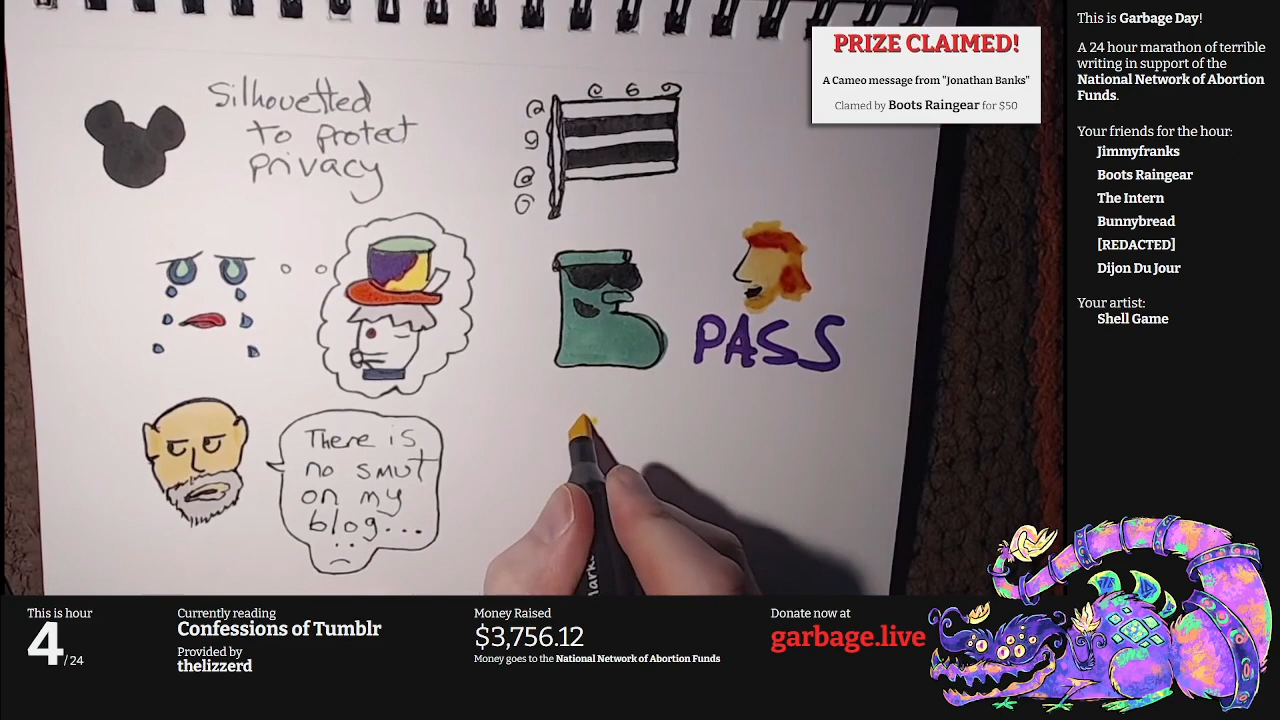 Silhouetted
to protect
privacy
PASS
There is
no smut
on my
blog...
PRIZE CLAIMED!
A Cameo message from "Jonathan Banks"
Clamed by Boots Raingear for $50
This is Garbage Day!
A 24 hour marathon of terrible
writing in support of the
National Network of Abortion
Funds.
Your friends for the hour:
Jimmyfranks
Boots Raingear
The Intern
Bunnybread
[REDACTED]
Dijon Du Jour
Your artist:
Shell Game
This is hour
4/24
Currently reading
Confessions of Tumblr
Provided by
thelizzerd
Money Raised
$3,756.12
Money goes to the National Network of Abortion Funds
Donate now at
garbage.live